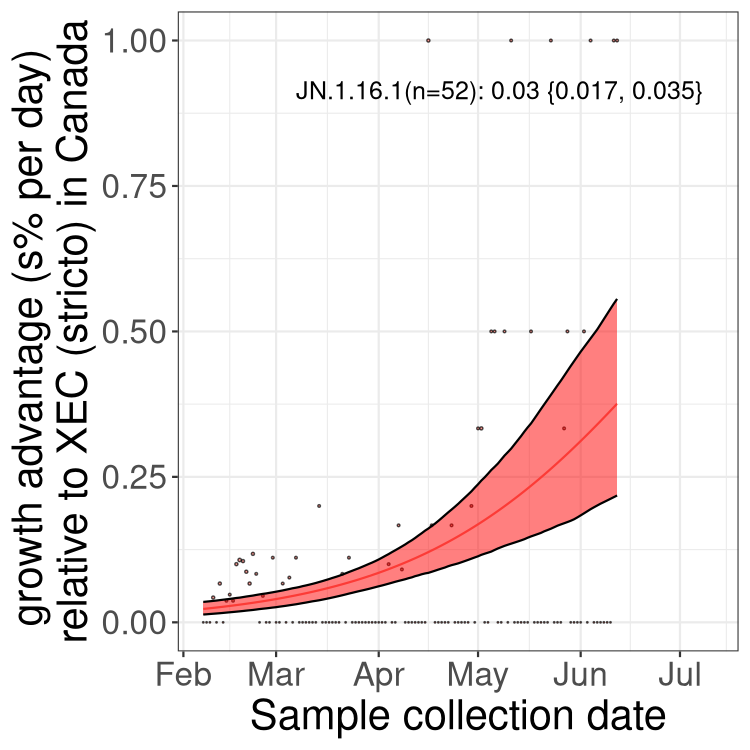 growth advantage (s% per day)
relative to XEC (stricto) in Canada
1.00
0.75
0.50
0.25
0.00
JN.1.16.1(n=52): 0.03 {0.017, 0.035}
Feb Mar Apr May Jun Jul
Sample collection date